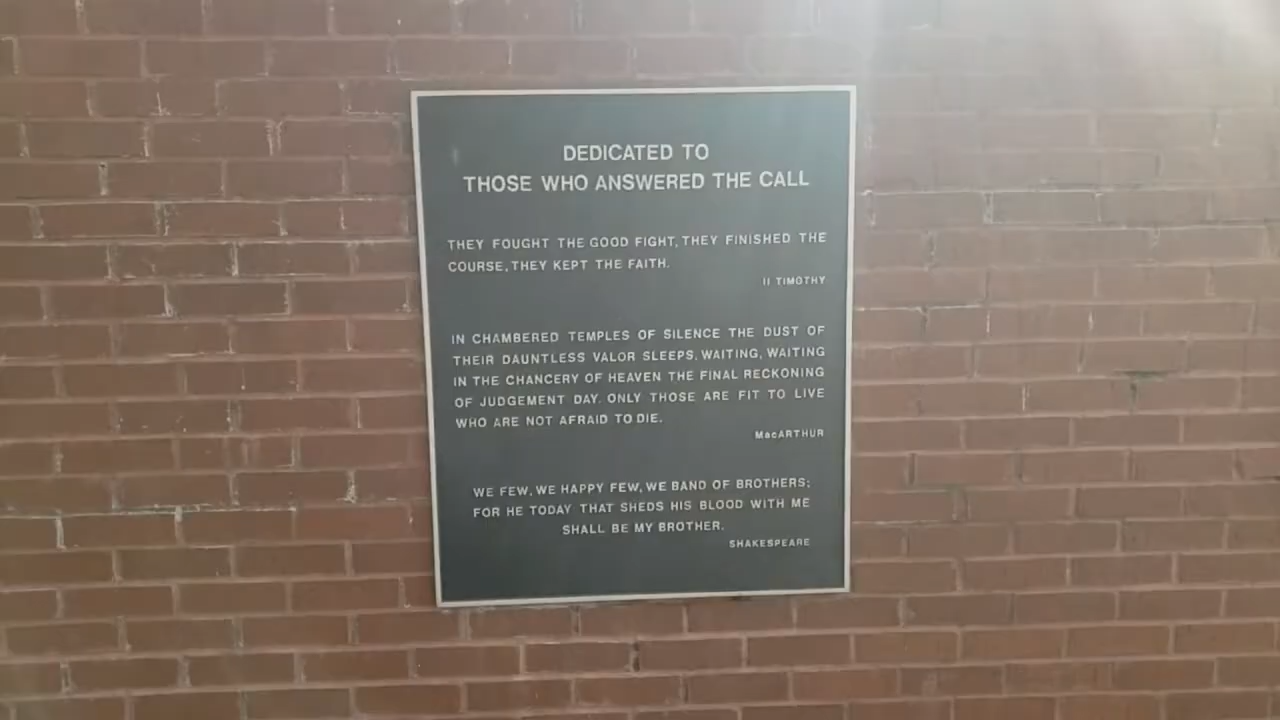 DEDICATED TO
THOSE WHO ANSWERED THE CALL
THEY FOUGHT THE GOOD FIGHT, THEY FINISHED THE
COURSE, THEY KEPT THE FAITH.
II TIMOTHY
IN CHAMBERED TEMPLES OF SILENCE THE DUST OF
THEIR DAUNTLESS VALOR SLEEPS, WAITING, WAITING
IN THE CHANCERY OF HEAVEN THE FINAL RECKONING
OF JUDGEMENT DAY. ONLY THOSE ARE FIT TO LIVE
WHO ARE NOT AFRAID TO DIE.
MacARTHUR
WE FEW, WE HAPPY FEW, WE BAND OF BROTHERS;
FOR HE TODAY THAT SHEDS HIS BLOOD WITH ME
SHALL BE MY BROTHER.
SHAKESPEARE